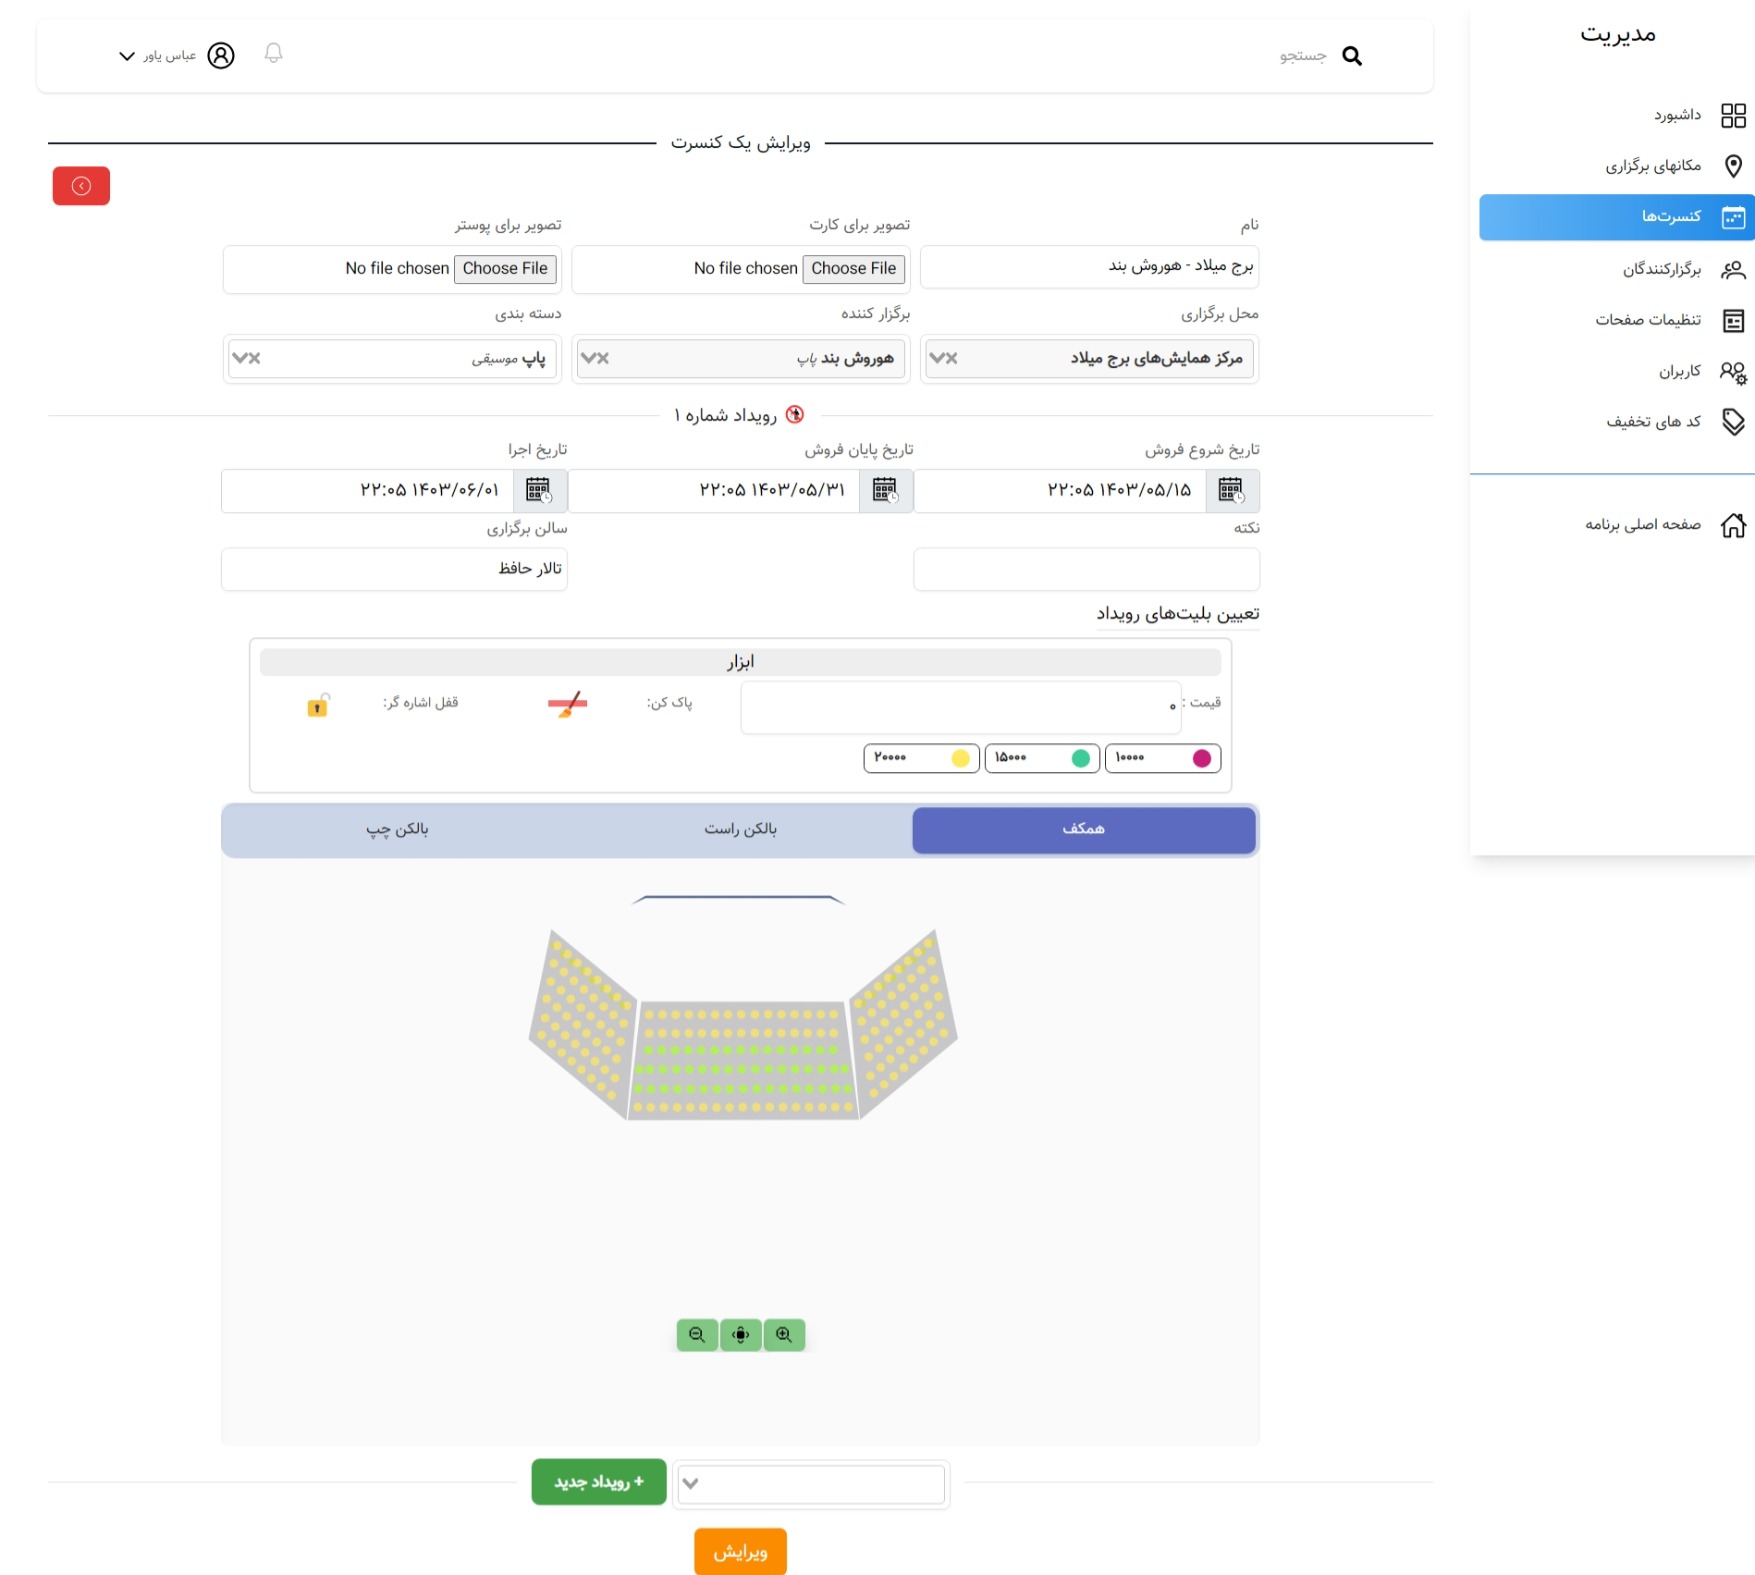 مدیریت
داشبورد
مکانهای برگزاری
کنسرت‌ها
برگزارکنندگان
تنظیمات صفحات
کاربران
کد های تخفیف
صفحه اصلی برنامه
جستجو
عباس یاور
ویرایش یک کنسرت
نام تصویر برای کارت تصویر برای پوستر
برج میلاد - هوروش بند Choose File No file chosen Choose File No file chosen
محل برگزاری برگزار کننده دسته بندی
مرکز همایش‌های برج میلاد هوروش بند پاپ پاپ موسیقی
رویداد شماره ۱
تاریخ شروع فروش تاریخ پایان فروش تاریخ اجرا
۱۴۰۳/۰۵/۱۵ ۲۲:۰۵ ۱۴۰۳/۰۵/۳۱ ۲۲:۰۵ ۱۴۰۳/۰۶/۰۱ ۲۲:۰۵
نکته سالن برگزاری
تالار حافظ
تعیین بلیت‌های رویداد
ابزار
قیمت : ۰ پاک کن: قفل اشاره گر:
۱۰۰۰۰ ۱۵۰۰۰ ۲۰۰۰۰
همکف بالکن راست بالکن چپ
+ رویداد جدید
ویرایش